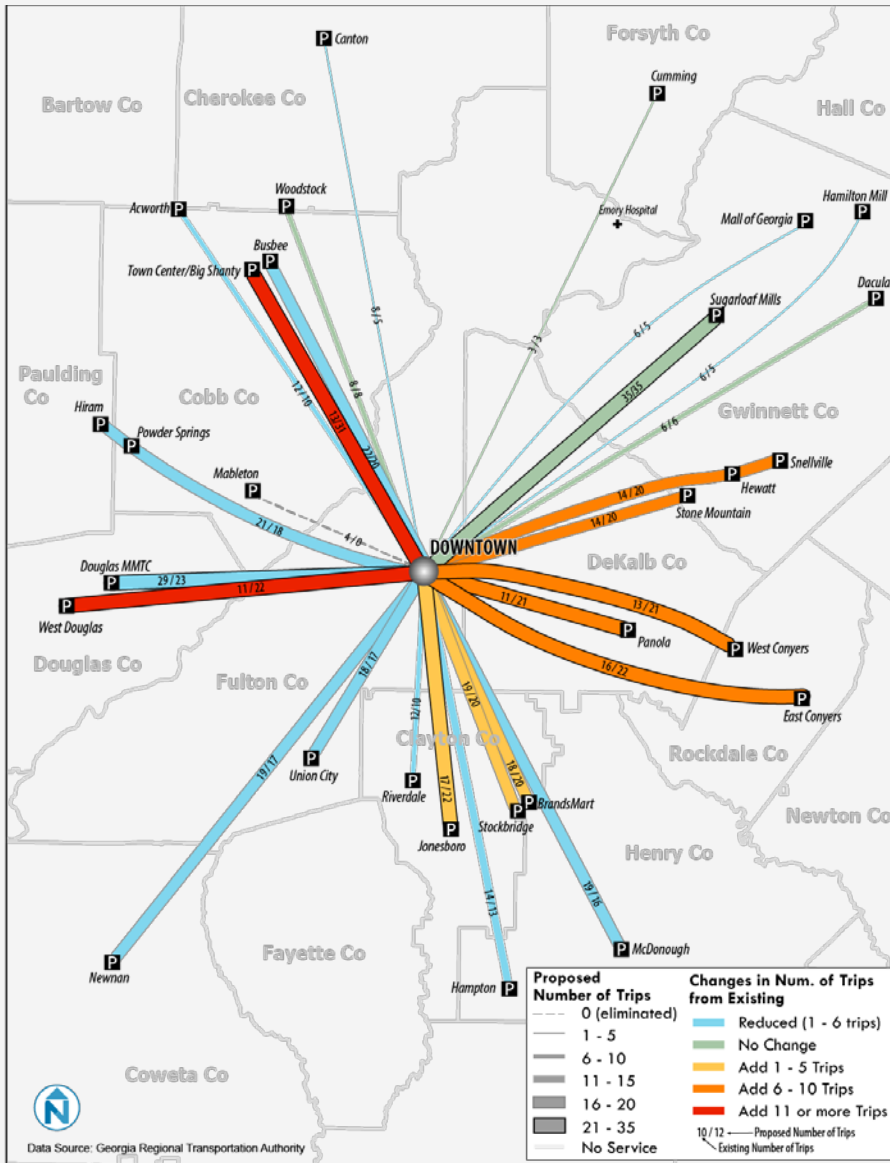 Canton
Forsyth Co
Cumming
Bartow Co
Cherokes Co
Hall Co
Woodstock
Hamilton Mill
Acworth
Emory Hospital
Mall of Georgia
Busbee
Town Center/Big Shanty
Dacula
Sugarloaf Mills
8 / 5
3 / 3
6 / 5
Paulding
Co
Cobb Co
12 / 10
8 / 8
35/35
6 / 5
Gwinnett Co
Hiram
Powder Springs
13/31
22/20
6 / 6
Mableton
Snellville
Hewatt
14 / 20
Stone Mountain
14 / 20
21 / 18
4 / 0
DOWNTOWN
DeKalb Co
Douglas MMTC
29 / 23
11 / 22
West Douglas
13 / 21
11 / 21
Panola
West Conyers
16 / 22
East Conyers
Douglas Co
Fulton Co
18 / 17
12/10
19 / 20
Clayton Co
Rockdale Co
19 / 17
Union City
Riverdale
17 / 22
18 / 20
BrandsMart
Stockbridge
Jonesboro
Newton Co
Henry Co
14 / 13
19 / 16
McDonough
Fayette Co
Newnan
Hampton
Coweta Co
Proposed
Number of Trips
0 (eliminated)
1 - 5
6 - 10
11 - 15
16 - 20
21 - 35
No Service
Changes in Num. of Trips
from Existing
Reduced (1 - 6 trips)
No Change
Add 1 - 5 Trips
Add 6 - 10 Trips
Add 11 or more Trips
10 / 12 Proposed Number of Trips
Existing Number of Trips
N
Data Source: Georgia Regional Transportation Authority